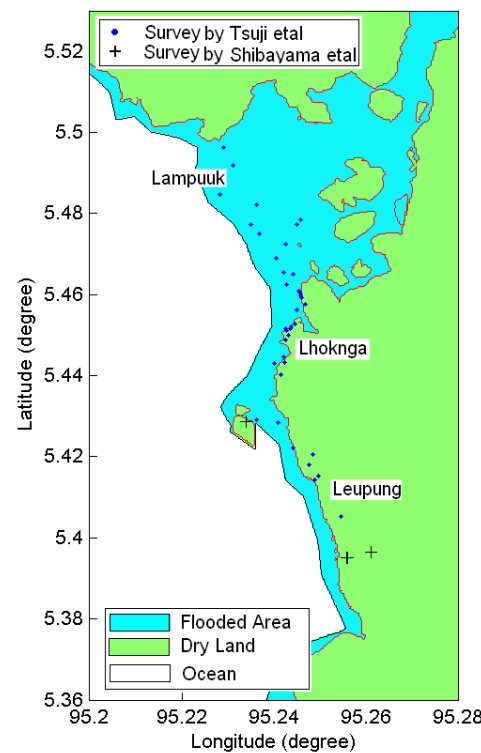 Survey by Tsuji etal
Survey by Shibayama etal
5.52
5.5
5.48
5.46
5.44
5.42
5.4
5.38
5.36
Latitude (degree)
Lampuuk
Lhoknga
Leupung
Flooded Area
Dry Land
Ocean
95.2
95.22
95.24
95.26
95.28
Longitude (degree)